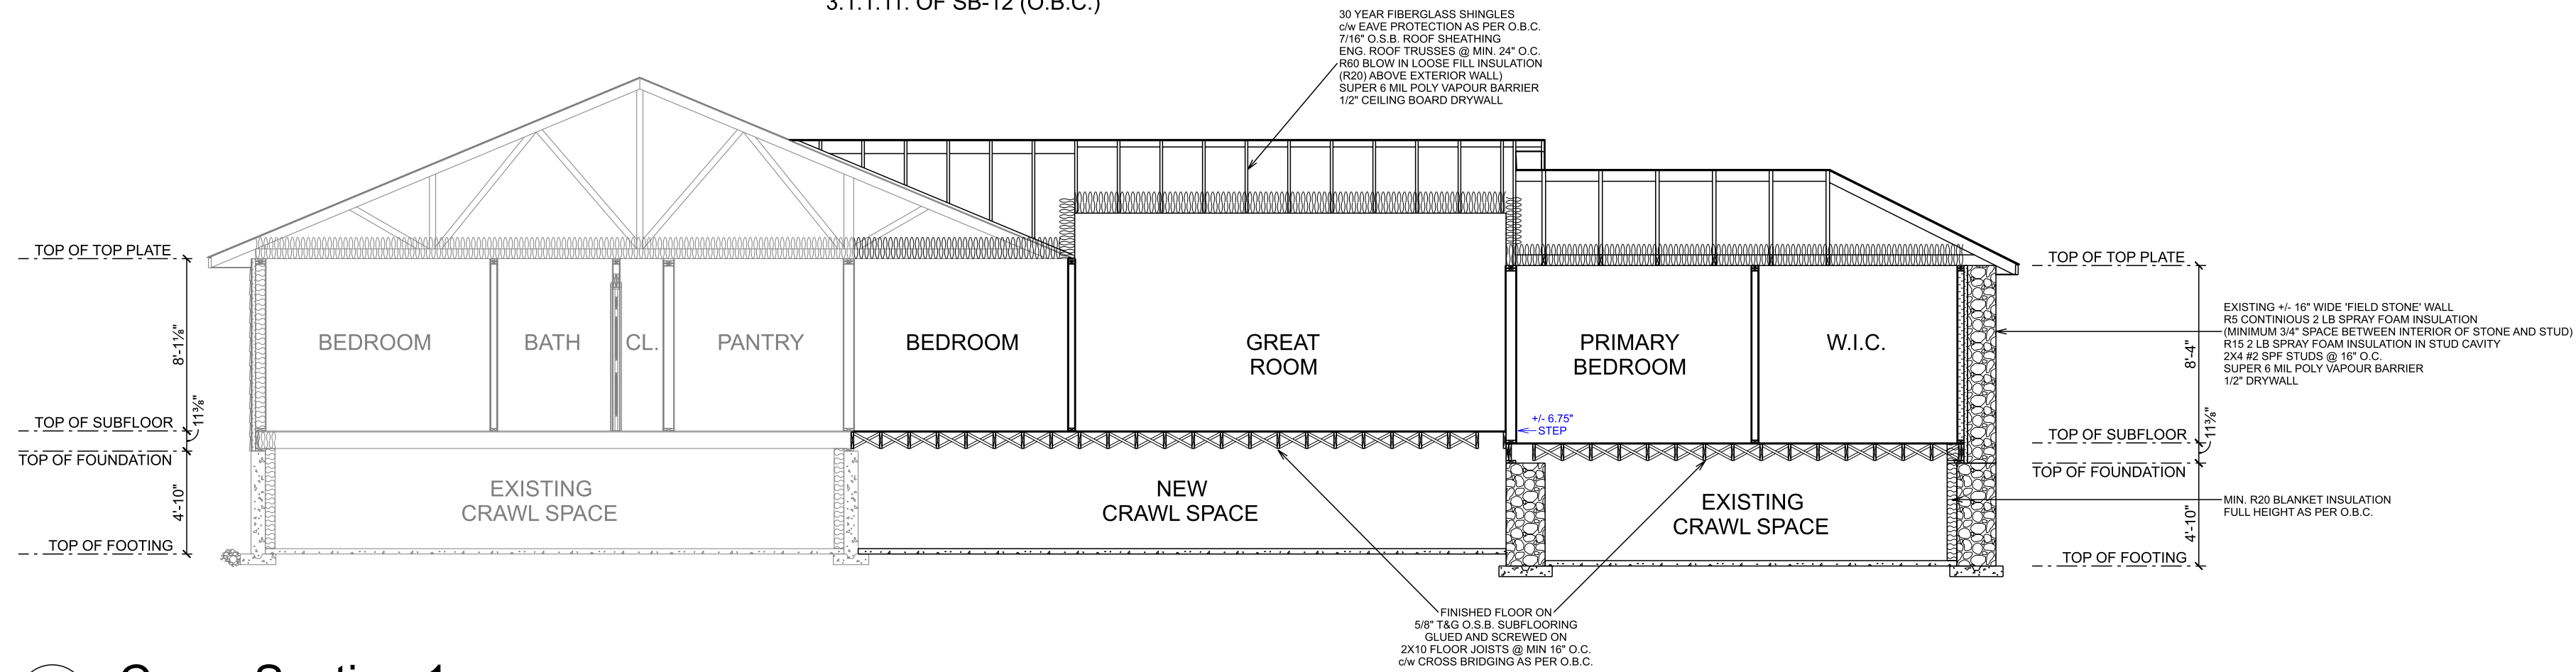 3.1.1.11. OF SB-12 (O.B.C.)
30 YEAR FIBERGLASS SHINGLES
c/w EAVE PROTECTION AS PER O.B.C.
7/16" O.S.B. ROOF SHEATHING
ENG. ROOF TRUSSES @ MIN. 24" O.C.
R60 BLOW IN LOOSE FILL INSULATION
(R20) ABOVE EXTERIOR WALL)
SUPER 6 MIL POLY VAPOUR BARRIER
1/2" CEILING BOARD DRYWALL
TOP OF TOP PLATE
8'-1⅛"
TOP OF SUBFLOOR
11⅜"
TOP OF FOUNDATION
4'-10"
TOP OF FOOTING
BEDROOM
BATH
CL.
PANTRY
BEDROOM
GREAT
ROOM
PRIMARY
BEDROOM
W.I.C.
+/- 6.75"
STEP
EXISTING
CRAWL SPACE
NEW
CRAWL SPACE
EXISTING
CRAWL SPACE
TOP OF TOP PLATE
8'-4"
TOP OF SUBFLOOR
11⅜"
TOP OF FOUNDATION
4'-10"
TOP OF FOOTING
EXISTING +/- 16" WIDE 'FIELD STONE' WALL
R5 CONTINIOUS 2 LB SPRAY FOAM INSULATION
(MINIMUM 3/4" SPACE BETWEEN INTERIOR OF STONE AND STUD)
R15 2 LB SPRAY FOAM INSULATION IN STUD CAVITY
2X4 #2 SPF STUDS @ 16" O.C.
SUPER 6 MIL POLY VAPOUR BARRIER
1/2" DRYWALL
MIN. R20 BLANKET INSULATION
FULL HEIGHT AS PER O.B.C.
FINISHED FLOOR ON
5/8" T&G O.S.B. SUBFLOORING
GLUED AND SCREWED ON
2X10 FLOOR JOISTS @ MIN 16" O.C.
c/w CROSS BRIDGING AS PER O.B.C.
Cross Section 1